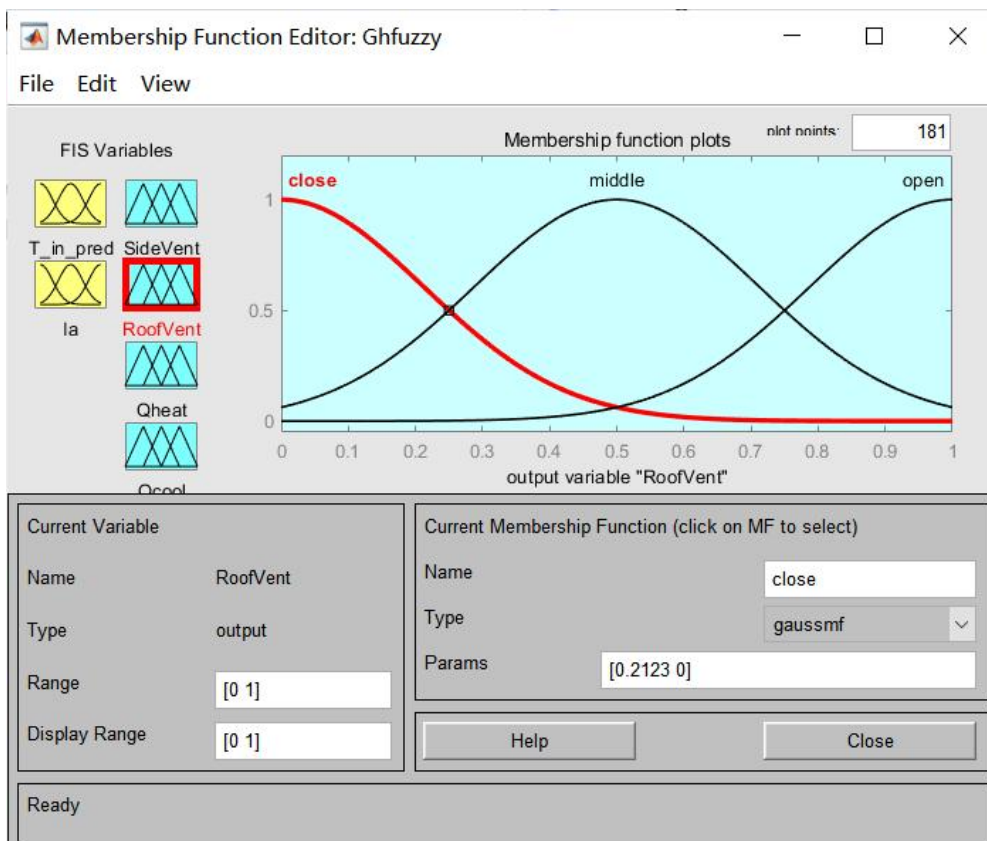 Membership Function Editor: Ghfuzzy
File Edit View
FIS Variables
T_in_pred SideVent
Ia RoofVent
Qheat
Qcool
Membership function plots
plot points: 181
close middle open
1
0.5
0
0 0.1 0.2 0.3 0.4 0.5 0.6 0.7 0.8 0.9 1
output variable "RoofVent"
Current Variable
Name RoofVent
Type output
Range [0 1]
Display Range [0 1]
Current Membership Function (click on MF to select)
Name close
Type gaussmf
Params [0.2123 0]
Help Close
Ready